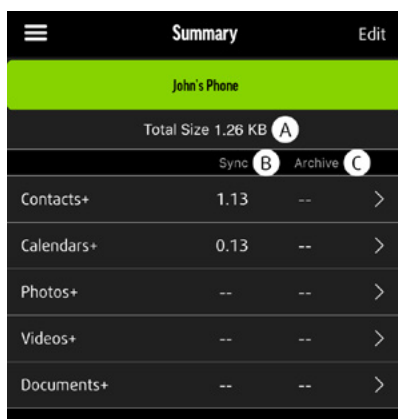 Summary Edit
John's Phone
Total Size 1.26 KB A
Sync B Archive C
Contacts+ 1.13 --
Calendars+ 0.13 --
Photos+ -- --
Videos+ -- --
Documents+ -- --